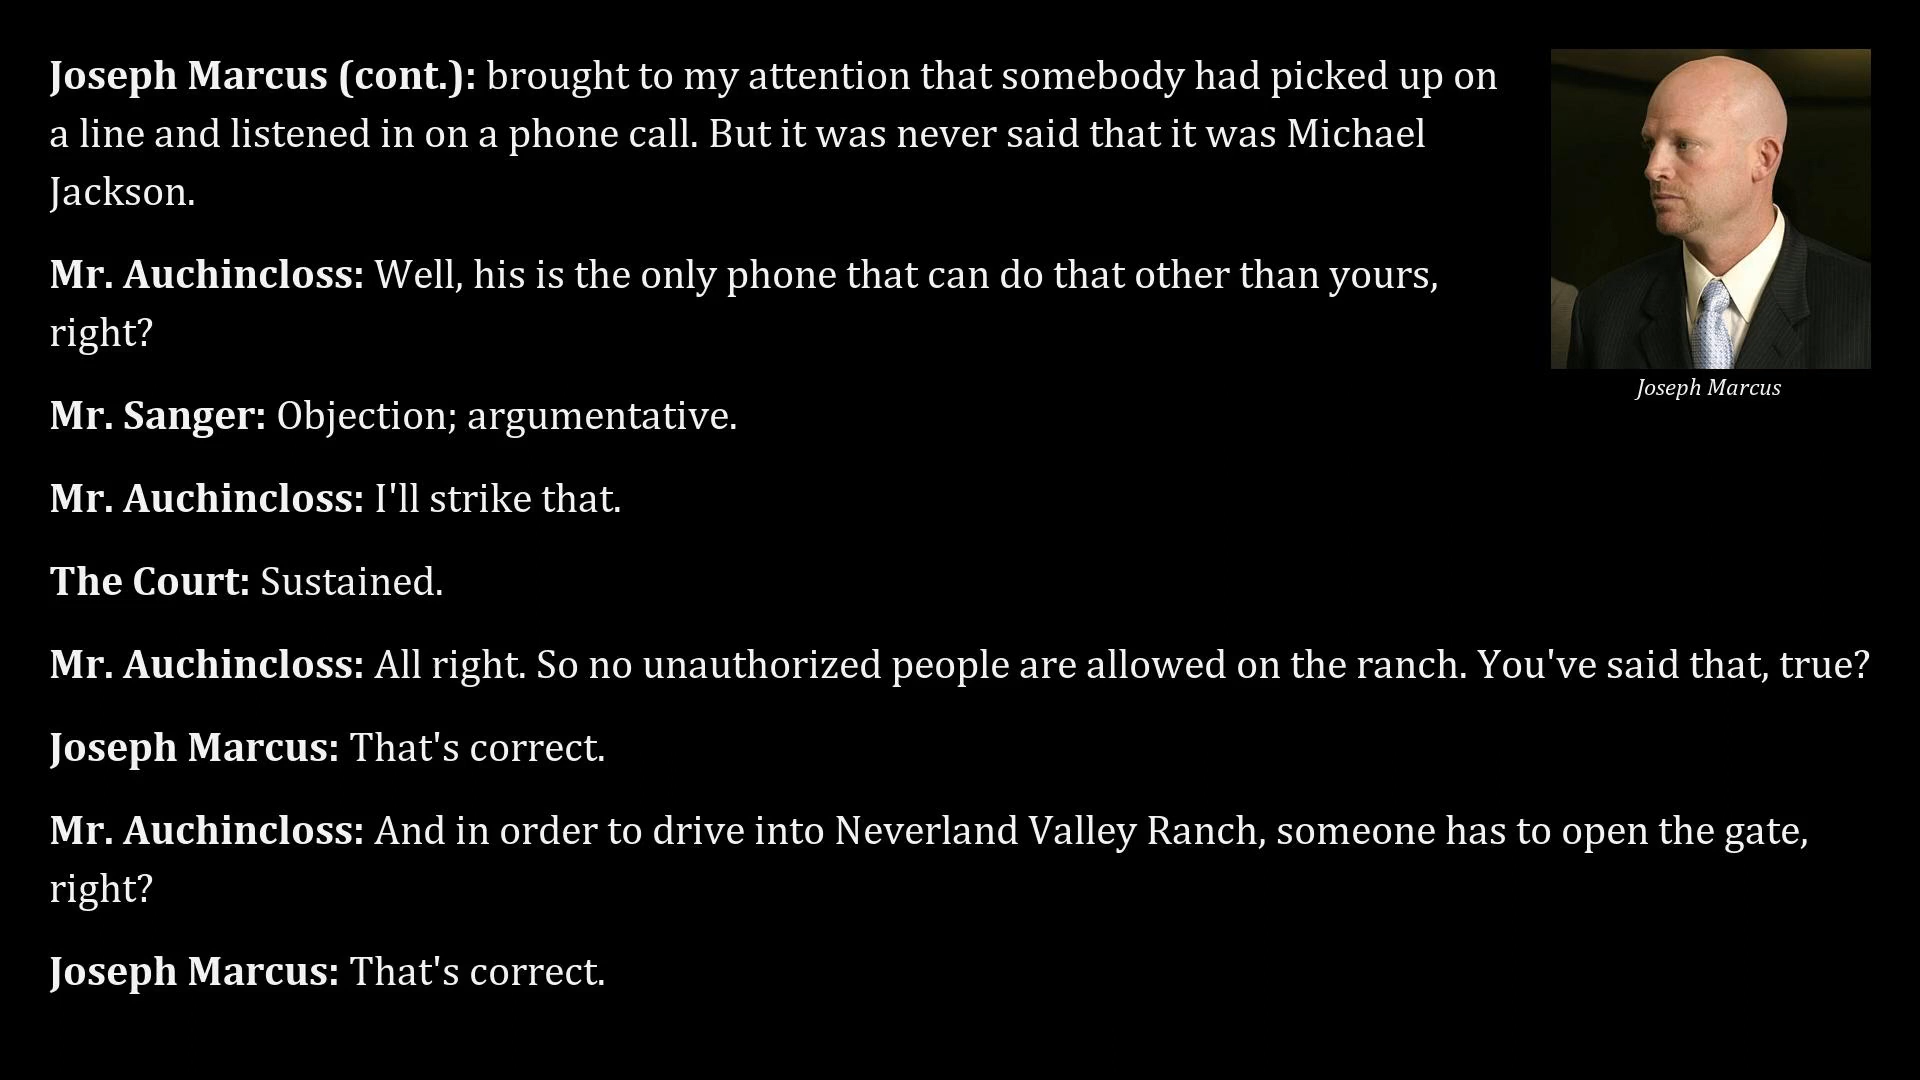 Joseph Marcus (cont.): brought to my attention that somebody had picked up on
a line and listened in on a phone call. But it was never said that it was Michael
Jackson.
Mr. Auchincloss: Well, his is the only phone that can do that other than yours,
right?
Mr. Sanger: Objection; argumentative.
Mr. Auchincloss: I'll strike that.
The Court: Sustained.
Mr. Auchincloss: All right. So no unauthorized people are allowed on the ranch. You've said that, true?
Joseph Marcus: That's correct.
Mr. Auchincloss: And in order to drive into Neverland Valley Ranch, someone has to open the gate,
right?
Joseph Marcus: That's correct.
Joseph Marcus